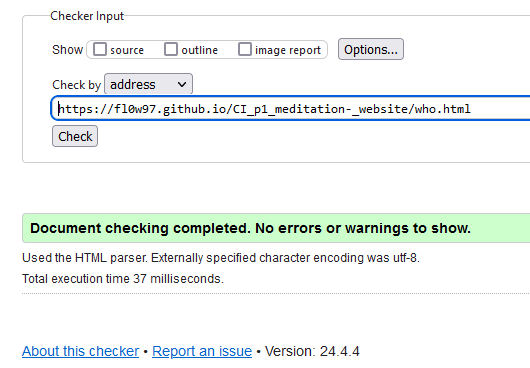 Checker Input
Show source outline image report Options...
Check by address
https://fl0w97.github.io/CI_p1_meditation-_website/who.html
Check
Document checking completed. No errors or warnings to show.
Used the HTML parser. Externally specified character encoding was utf-8.
Total execution time 37 milliseconds.
About this checker • Report an issue • Version: 24.4.4